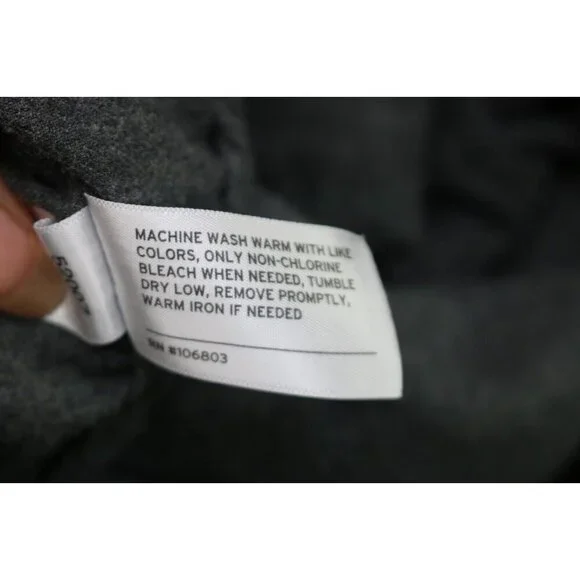 MACHINE WASH WARM WITH LIKE
COLORS, ONLY NON-CHLORINE
BLEACH WHEN NEEDED, TUMBLE
DRY LOW, REMOVE PROMPTLY,
WARM IRON IF NEEDED
RN #106803